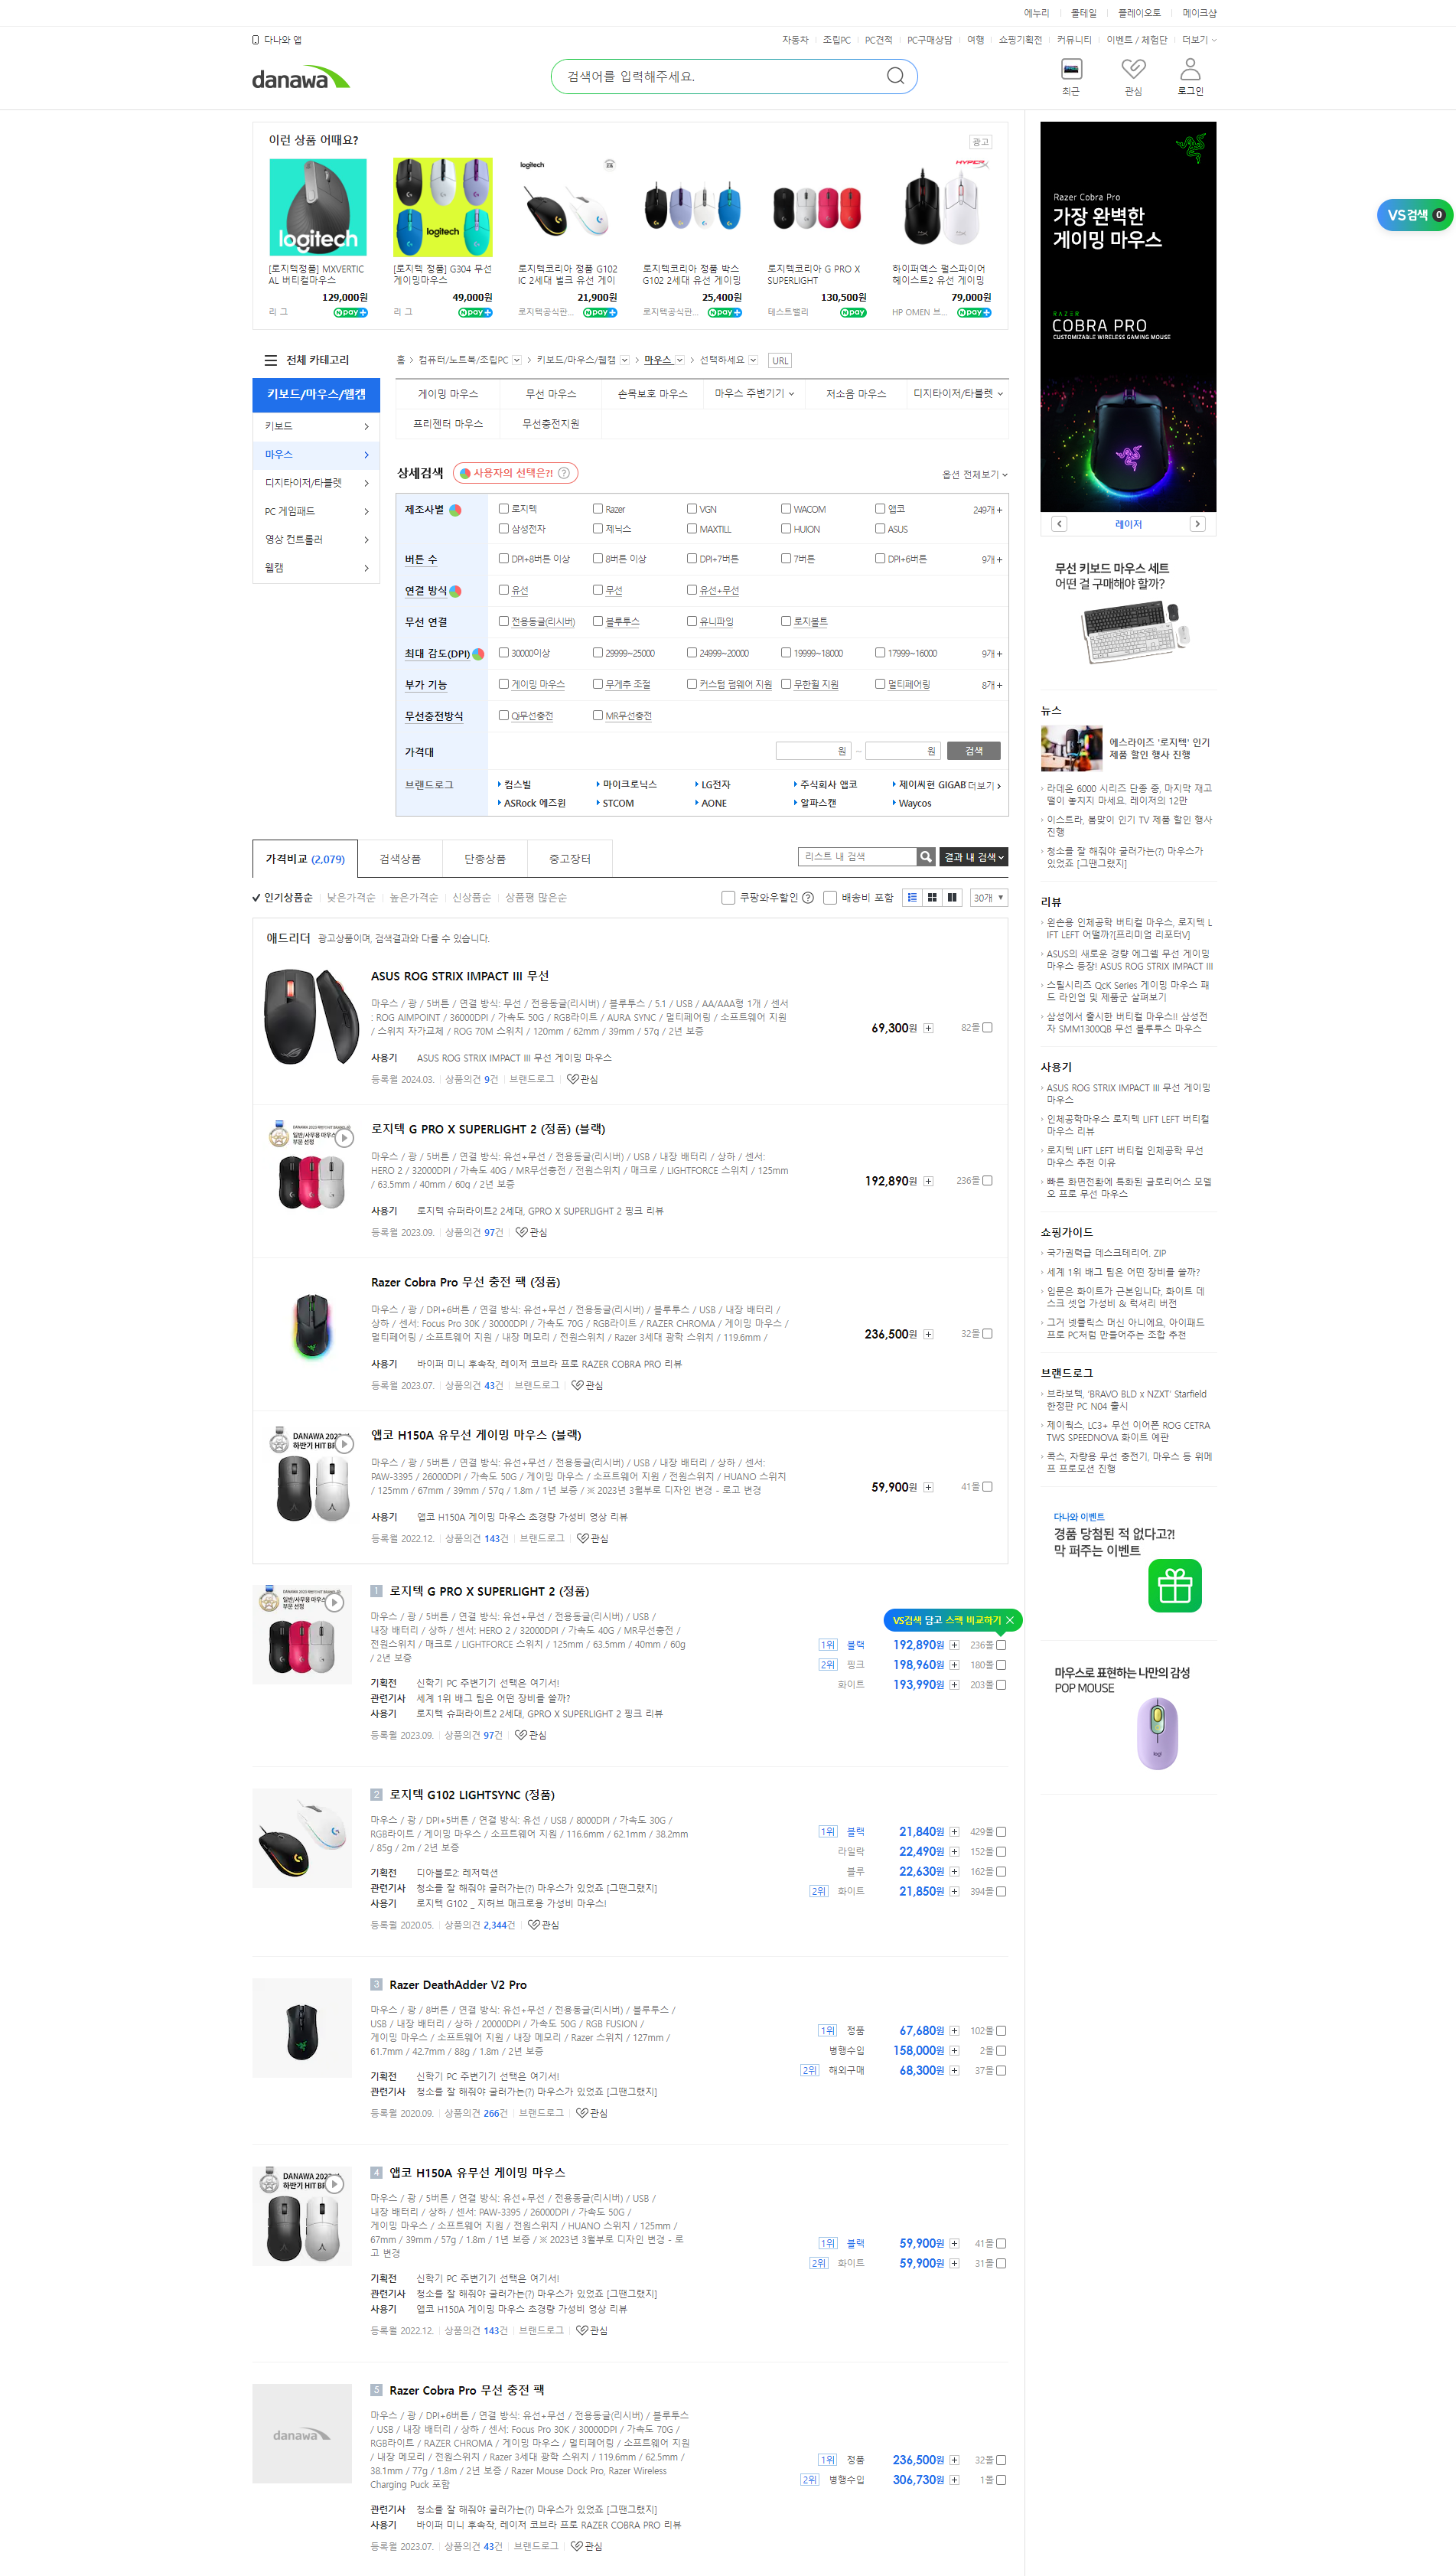 에누리 몰테일 플레이오토 메이크샵
다나와 앱
자동차 조립PC PC견적 PC구매상담 여행 쇼핑기획전 커뮤니티 이벤트 / 체험단 더보기
danawa
검색어를 입력해주세요.
최근 관심 로그인
이런 상품 어때요?
광고
[로지텍정품] MXVERTIC
AL 버티컬마우스
129,000원
리 그
N pay +
[로지텍 정품] G304 무선
게이밍마우스
49,000원
리 그
N pay +
로지텍코리아 정품 G102
IC 2세대 벌크 유선 게이
21,900원
로지텍공식판...
N pay +
로지텍코리아 정품 박스
G102 2세대 유선 게이밍
25,400원
로지텍공식판...
N pay +
로지텍코리아 G PRO X
SUPERLIGHT
130,500원
테스트밸리
N pay
하이퍼엑스 펄스파이어
헤이스트2 유선 게이밍
79,000원
HP OMEN 브...
N pay +
전체 카테고리
키보드/마우스/웹캠
키보드
마우스
디지타이저/타블렛
PC 게임패드
영상 컨트롤러
웹캠
홈 > 컴퓨터/노트북/조립PC > 키보드/마우스/웹캠 > 마우스 > 선택하세요 URL
게이밍 마우스 무선 마우스 손목보호 마우스 마우스 주변기기 저소음 마우스 디지타이저/타블렛
프리젠터 마우스 무선충전지원
상세검색 사용자의 선택은?! ?
옵션 전체보기
제조사별 로지텍 Razer VGN WACOM 앱코 249개+
삼성전자 제닉스 MAXTILL HUION ASUS
버튼 수 DPI+8버튼 이상 8버튼 이상 DPI+7버튼 7버튼 DPI+6버튼 9개+
연결 방식 유선 무선 유선+무선
무선 연결 전용동글(리시버) 블루투스 유니파잉 로지볼트
최대 감도(DPI) 30000이상 29999~25000 24999~20000 19999~18000 17999~16000 9개+
부가 기능 게이밍 마우스 무게추 조절 커스텀 펌웨어 지원 무한휠 지원 멀티페어링 8개+
무선충전방식 Qi무선충전 MR무선충전
가격대 원 ~ 원 검색
브랜드로그 컴스빌 마이크로닉스 LG전자 주식회사 앱코 제이씨현 GIGAB 더보기
ASRock 에즈윈 STCOM AONE 알파스캔 Waycos
가격비교 (2,079) 검색상품 단종상품 중고장터
리스트 내 검색 결과 내 검색
인기상품순 낮은가격순 높은가격순 신상품순 상품평 많은순
쿠팡와우할인 ? 배송비 포함 30개
애드리더 광고상품이며, 검색결과와 다를 수 있습니다.
ASUS ROG STRIX IMPACT III 무선
마우스 / 광 / 5버튼 / 연결 방식: 무선 / 전용동글(리시버) / 블루투스 / 5.1 / USB / AA/AAA형 1개 / 센서
: ROG AIMPOINT / 36000DPI / 가속도 50G / RGB라이트 / AURA SYNC / 멀티페어링 / 소프트웨어 지원
/ 스위치 자가교체 / ROG 70M 스위치 / 120mm / 62mm / 39mm / 57g / 2년 보증
69,300원 82몰
사용기 ASUS ROG STRIX IMPACT III 무선 게이밍 마우스
등록월 2024.03. 상품의견 9건 브랜드로그 관심
로지텍 G PRO X SUPERLIGHT 2 (정품) (블랙)
마우스 / 광 / 5버튼 / 연결 방식: 유선+무선 / 전용동글(리시버) / USB / 내장 배터리 / 상하 / 센서:
HERO 2 / 32000DPI / 가속도 40G / MR무선충전 / 전원스위치 / 매크로 / LIGHTFORCE 스위치 / 125mm
/ 63.5mm / 40mm / 60g / 2년 보증
192,890원 236몰
사용기 로지텍 슈퍼라이트2 2세대, GPRO X SUPERLIGHT 2 핑크 리뷰
등록월 2023.09. 상품의견 97건 관심
Razer Cobra Pro 무선 충전 팩 (정품)
마우스 / 광 / DPI+6버튼 / 연결 방식: 유선+무선 / 전용동글(리시버) / 블루투스 / USB / 내장 배터리 /
상하 / 센서: Focus Pro 30K / 30000DPI / 가속도 70G / RGB라이트 / RAZER CHROMA / 게이밍 마우스 /
멀티페어링 / 소프트웨어 지원 / 내장 메모리 / 전원스위치 / Razer 3세대 광학 스위치 / 119.6mm /
236,500원 32몰
사용기 바이퍼 미니 후속작, 레이저 코브라 프로 RAZER COBRA PRO 리뷰
등록월 2023.07. 상품의견 43건 브랜드로그 관심
앱코 H150A 유무선 게이밍 마우스 (블랙)
마우스 / 광 / 5버튼 / 연결 방식: 유선+무선 / 전용동글(리시버) / USB / 내장 배터리 / 상하 / 센서:
PAW-3395 / 26000DPI / 가속도 50G / 게이밍 마우스 / 소프트웨어 지원 / 전원스위치 / HUANO 스위치
/ 125mm / 67mm / 39mm / 57g / 1.8m / 1년 보증 / ※ 2023년 3월부로 디자인 변경 - 로고 변경
59,900원 41몰
사용기 앱코 H150A 게이밍 마우스 초경량 가성비 영상 리뷰
등록월 2022.12. 상품의견 143건 브랜드로그 관심
1 로지텍 G PRO X SUPERLIGHT 2 (정품)
마우스 / 광 / 5버튼 / 연결 방식: 유선+무선 / 전용동글(리시버) / USB /
내장 배터리 / 상하 / 센서: HERO 2 / 32000DPI / 가속도 40G / MR무선충전 /
전원스위치 / 매크로 / LIGHTFORCE 스위치 / 125mm / 63.5mm / 40mm / 60g
/ 2년 보증
VS검색 담고 스펙 비교하기
1위 블랙 192,890원 236몰
2위 핑크 198,960원 180몰
화이트 193,990원 203몰
기획전 신학기 PC 주변기기 선택은 여기서!
관련기사 세계 1위 배그 팀은 어떤 장비를 쓸까?
사용기 로지텍 슈퍼라이트2 2세대, GPRO X SUPERLIGHT 2 핑크 리뷰
등록월 2023.09. 상품의견 97건 관심
2 로지텍 G102 LIGHTSYNC (정품)
마우스 / 광 / DPI+5버튼 / 연결 방식: 유선 / USB / 8000DPI / 가속도 30G /
RGB라이트 / 게이밍 마우스 / 소프트웨어 지원 / 116.6mm / 62.1mm / 38.2mm
/ 85g / 2m / 2년 보증
1위 블랙 21,840원 429몰
라일락 22,490원 152몰
블루 22,630원 162몰
2위 화이트 21,850원 394몰
기획전 디아블로2: 레저렉션
관련기사 청소를 잘 해줘야 굴러가는(?) 마우스가 있었죠 [그땐그랬지]
사용기 로지텍 G102 _ 지허브 매크로용 가성비 마우스!
등록월 2020.05. 상품의견 2,344건 관심
3 Razer DeathAdder V2 Pro
마우스 / 광 / 8버튼 / 연결 방식: 유선+무선 / 전용동글(리시버) / 블루투스 /
USB / 내장 배터리 / 상하 / 20000DPI / 가속도 50G / RGB FUSION /
게이밍 마우스 / 소프트웨어 지원 / 내장 메모리 / Razer 스위치 / 127mm /
61.7mm / 42.7mm / 88g / 1.8m / 2년 보증
1위 정품 67,680원 102몰
병행수입 158,000원 2몰
2위 해외구매 68,300원 37몰
기획전 신학기 PC 주변기기 선택은 여기서!
관련기사 청소를 잘 해줘야 굴러가는(?) 마우스가 있었죠 [그땐그랬지]
등록월 2020.09. 상품의견 266건 브랜드로그 관심
4 앱코 H150A 유무선 게이밍 마우스
마우스 / 광 / 5버튼 / 연결 방식: 유선+무선 / 전용동글(리시버) / USB /
내장 배터리 / 상하 / 센서: PAW-3395 / 26000DPI / 가속도 50G /
게이밍 마우스 / 소프트웨어 지원 / 전원스위치 / HUANO 스위치 / 125mm /
67mm / 39mm / 57g / 1.8m / 1년 보증 / ※ 2023년 3월부로 디자인 변경 - 로
고 변경
1위 블랙 59,900원 41몰
2위 화이트 59,900원 31몰
기획전 신학기 PC 주변기기 선택은 여기서!
관련기사 청소를 잘 해줘야 굴러가는(?) 마우스가 있었죠 [그땐그랬지]
사용기 앱코 H150A 게이밍 마우스 초경량 가성비 영상 리뷰
등록월 2022.12. 상품의견 143건 브랜드로그 관심
5 Razer Cobra Pro 무선 충전 팩
마우스 / 광 / DPI+6버튼 / 연결 방식: 유선+무선 / 전용동글(리시버) / 블루투스
/ USB / 내장 배터리 / 상하 / 센서: Focus Pro 30K / 30000DPI / 가속도 70G /
RGB라이트 / RAZER CHROMA / 게이밍 마우스 / 멀티페어링 / 소프트웨어 지원
/ 내장 메모리 / 전원스위치 / Razer 3세대 광학 스위치 / 119.6mm / 62.5mm /
38.1mm / 77g / 1.8m / 2년 보증 / Razer Mouse Dock Pro, Razer Wireless
Charging Puck 포함
danawa
1위 정품 236,500원 32몰
2위 병행수입 306,730원 1몰
관련기사 청소를 잘 해줘야 굴러가는(?) 마우스가 있었죠 [그땐그랬지]
사용기 바이퍼 미니 후속작, 레이저 코브라 프로 RAZER COBRA PRO 리뷰
등록월 2023.07. 상품의견 43건 브랜드로그 관심
Razer Cobra Pro
가장 완벽한
게이밍 마우스
RAZER
COBRA PRO
CUSTOMIZABLE WIRELESS GAMING MOUSE
레이저
VS검색 0
무선 키보드 마우스 세트
어떤 걸 구매해야 할까?
뉴스
에스라이즈 '로지텍' 인기
제품 할인 행사 진행
라데온 6000 시리즈 단종 중, 마지막 재고
떨이 놓치지 마세요. 레이저의 12만
이스트라, 봄맞이 인기 TV 제품 할인 행사
진행
청소를 잘 해줘야 굴러가는(?) 마우스가
있었죠 [그땐그랬지]
리뷰
왼손용 인체공학 버티컬 마우스, 로지텍 L
IFT LEFT 어떨까?[프리미엄 리포터V]
ASUS의 새로운 경량 에그쉘 무선 게이밍
마우스 등장! ASUS ROG STRIX IMPACT III
스틸시리즈 QcK Series 게이밍 마우스 패
드 라인업 및 제품군 살펴보기
삼성에서 출시한 버티컬 마우스!! 삼성전
자 SMM1300QB 무선 블루투스 마우스
사용기
ASUS ROG STRIX IMPACT III 무선 게이밍
마우스
인체공학마우스 로지텍 LIFT LEFT 버티컬
마우스 리뷰
로지텍 LIFT LEFT 버티컬 인체공학 무선
마우스 추천 이유
빠른 화면전환에 특화된 글로리어스 모델
오 프로 무선 마우스
쇼핑가이드
국가권력급 데스크테리어. ZIP
세계 1위 배그 팀은 어떤 장비를 쓸까?
입문은 화이트가 근본입니다, 화이트 데
스크 셋업 가성비 & 럭셔리 버전
그거 넷플릭스 머신 아니에요, 아이패드
프로 PC처럼 만들어주는 조합 추천
브랜드로그
브라보텍, 'BRAVO BLD x NZXT' Starfield
한정판 PC N04 출시
제이웍스, LC3+ 무선 이어폰 ROG CETRA
TWS SPEEDNOVA 화이트 예판
콕스, 차량용 무선 충전기, 마우스 등 위메
프 프로모션 진행
다나와 이벤트
경품 당첨된 적 없다고?!
막 퍼주는 이벤트
마우스로 표현하는 나만의 감성
POP MOUSE
logi